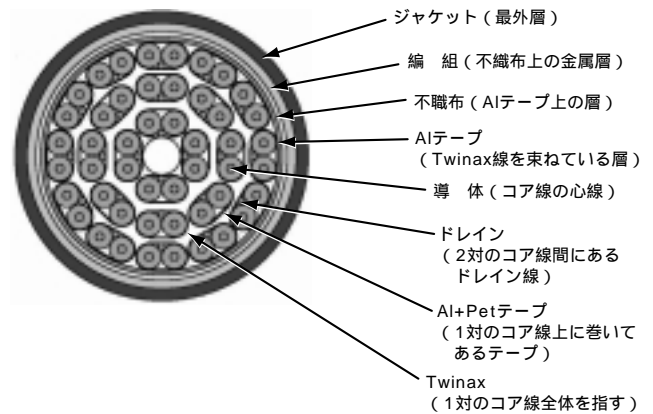 ジャケット（最外層）
編　組（不織布上の金属層）
不職布（Alテープ上の層）
Alテープ
（Twinax線を束ねている層）
導　体（コア線の心線）
ドレイン
（2対のコア線間にある
ドレイン線）
Al+Petテープ
（1対のコア線上に巻いて
あるテープ）
Twinax
（1対のコア線全体を指す）